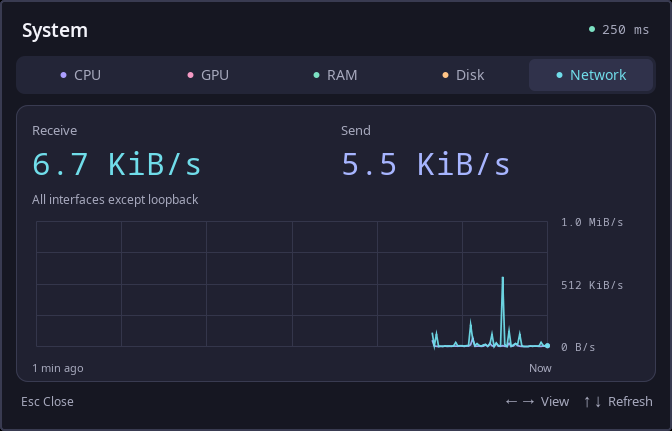 System
250 ms
CPU
GPU
RAM
Disk
Network
Receive
Send
6.7 KiB/s
5.5 KiB/s
All interfaces except loopback
1.0 MiB/s
512 KiB/s
0 B/s
1 min ago
Now
Esc Close
←→ View
↑↓ Refresh